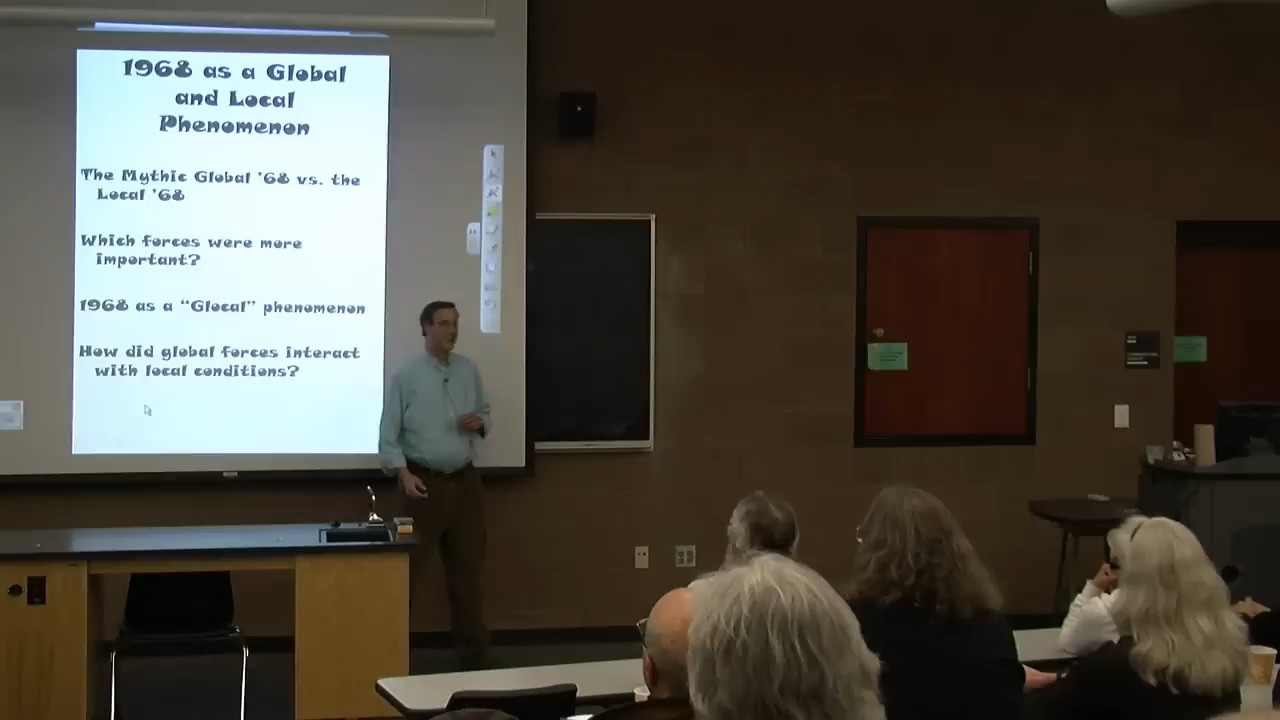 1968 as a Global
and Local
Phenomenon
The Mythic Global '68 vs. the
Local '68
Which forces were more
important?
1968 as a “Glocal” phenomenon
How did global forces interact
with local conditions?